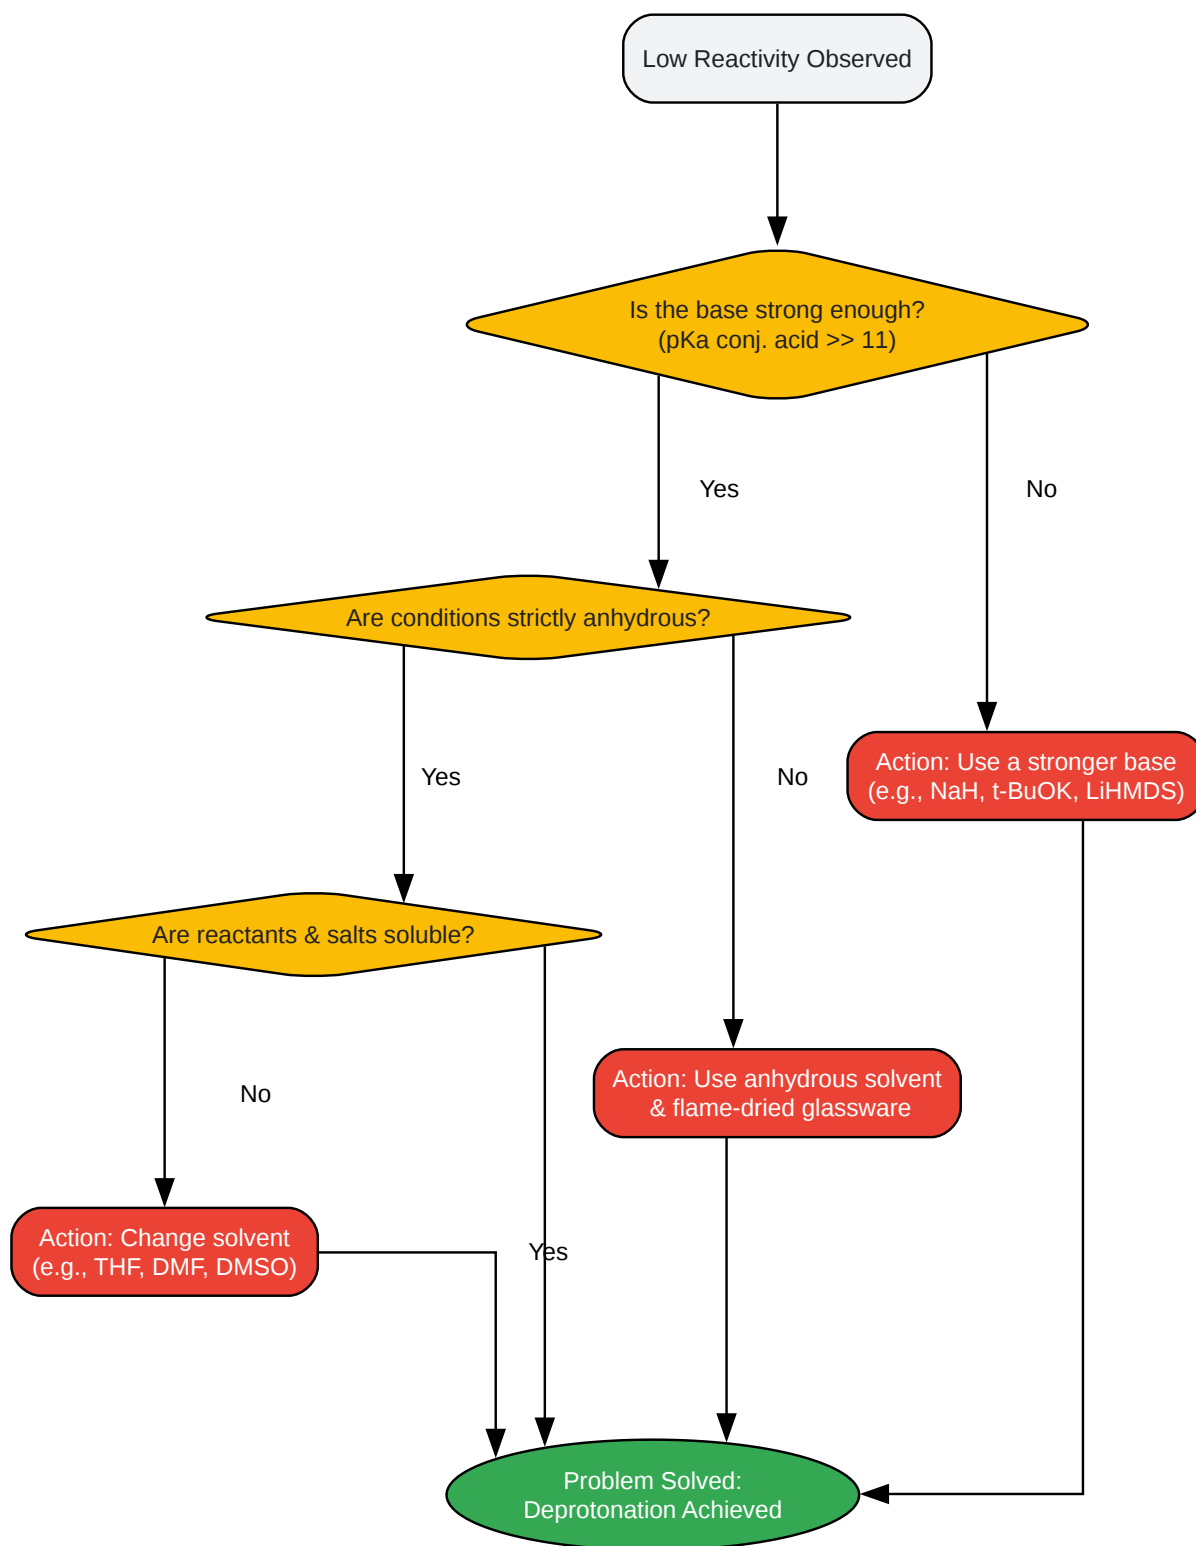 Low Reactivity Observed
Is the base strong enough?
(pKa conj. acid >> 11)
Yes
No
Are conditions strictly anhydrous?
Action: Use a stronger base
(e.g., NaH, t-BuOK, LiHMDS)
Yes
No
Are reactants & salts soluble?
Action: Use anhydrous solvent
& flame-dried glassware
No
Action: Change solvent
(e.g., THF, DMF, DMSO)
Yes
Problem Solved:
Deprotonation Achieved